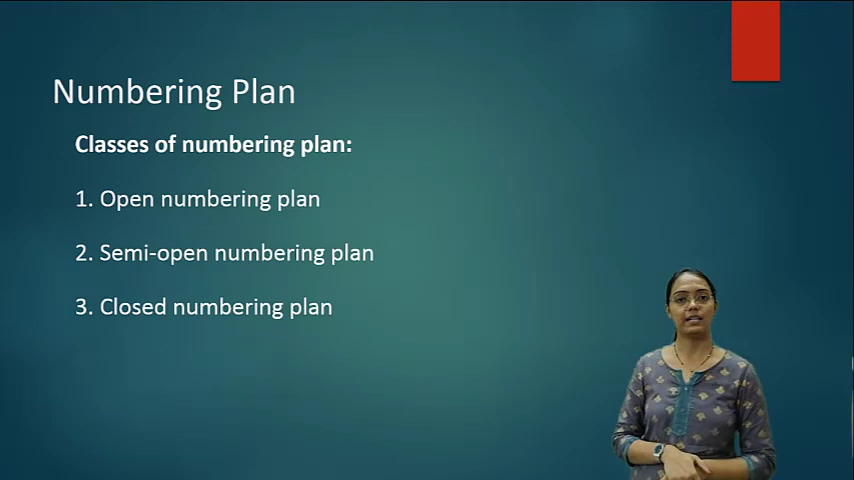 Numbering Plan
Classes of numbering plan:
1. Open numbering plan
2. Semi-open numbering plan
3. Closed numbering plan